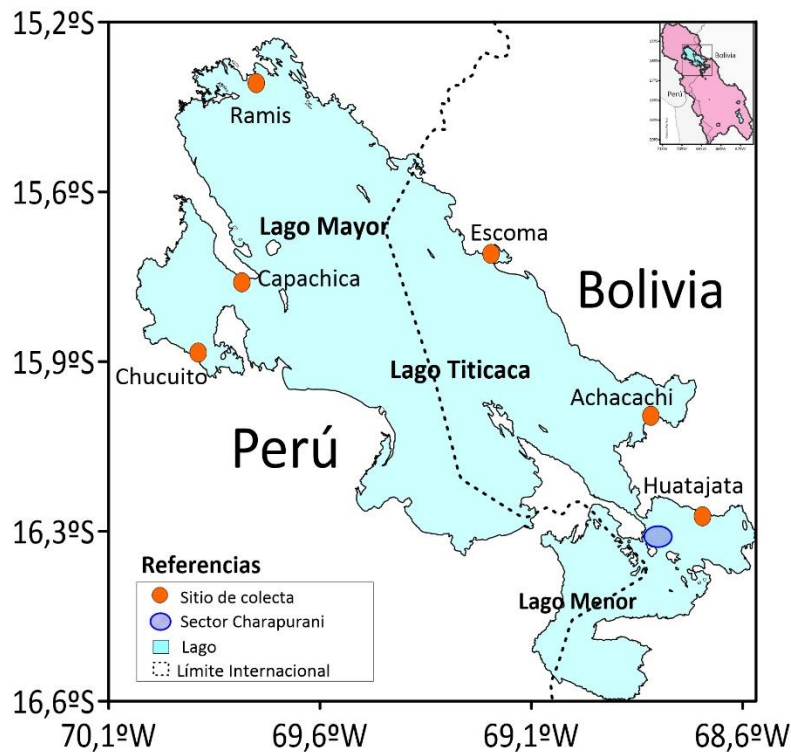 15,2ºS
15,6ºS
15,9ºS
16,3ºS
16,6ºS
70,1ºW
69,6ºW
69,1ºW
68,6ºW
Bolivia
Perú
Ramis
Lago Mayor
Escoma
Capachica
Bolivia
Chucuito
Lago Titicaca
Achacachi
Perú
Huatajata
Lago Menor
Referencias
Sitio de colecta
Sector Charapurani
Lago
Límite Internacional